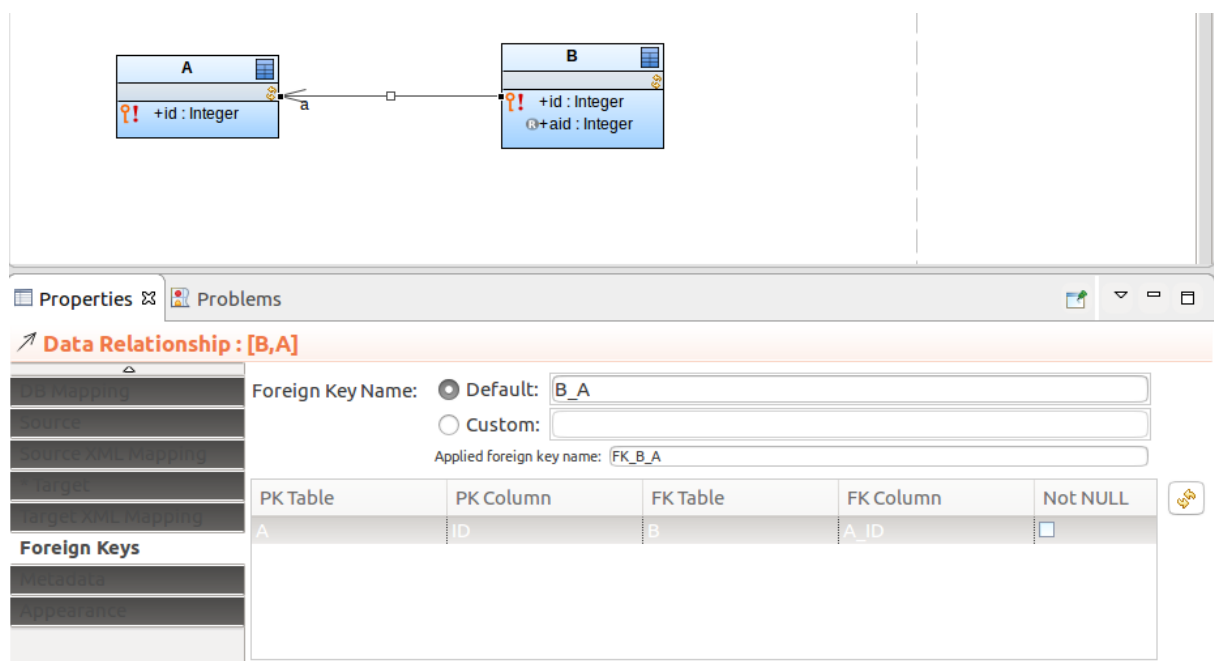 A
B
+id : Integer
a
+id : Integer
R +aid : Integer
Properties
Problems
Data Relationship : [B,A]
DB Mapping
Source
Source XML Mapping
* Target
Target XML Mapping
Foreign Keys
Metadata
Appearance
Foreign Key Name: Default: B_A
Custom:
Applied foreign key name: FK_B_A
PK Table PK Column FK Table FK Column Not NULL
A ID B A_ID